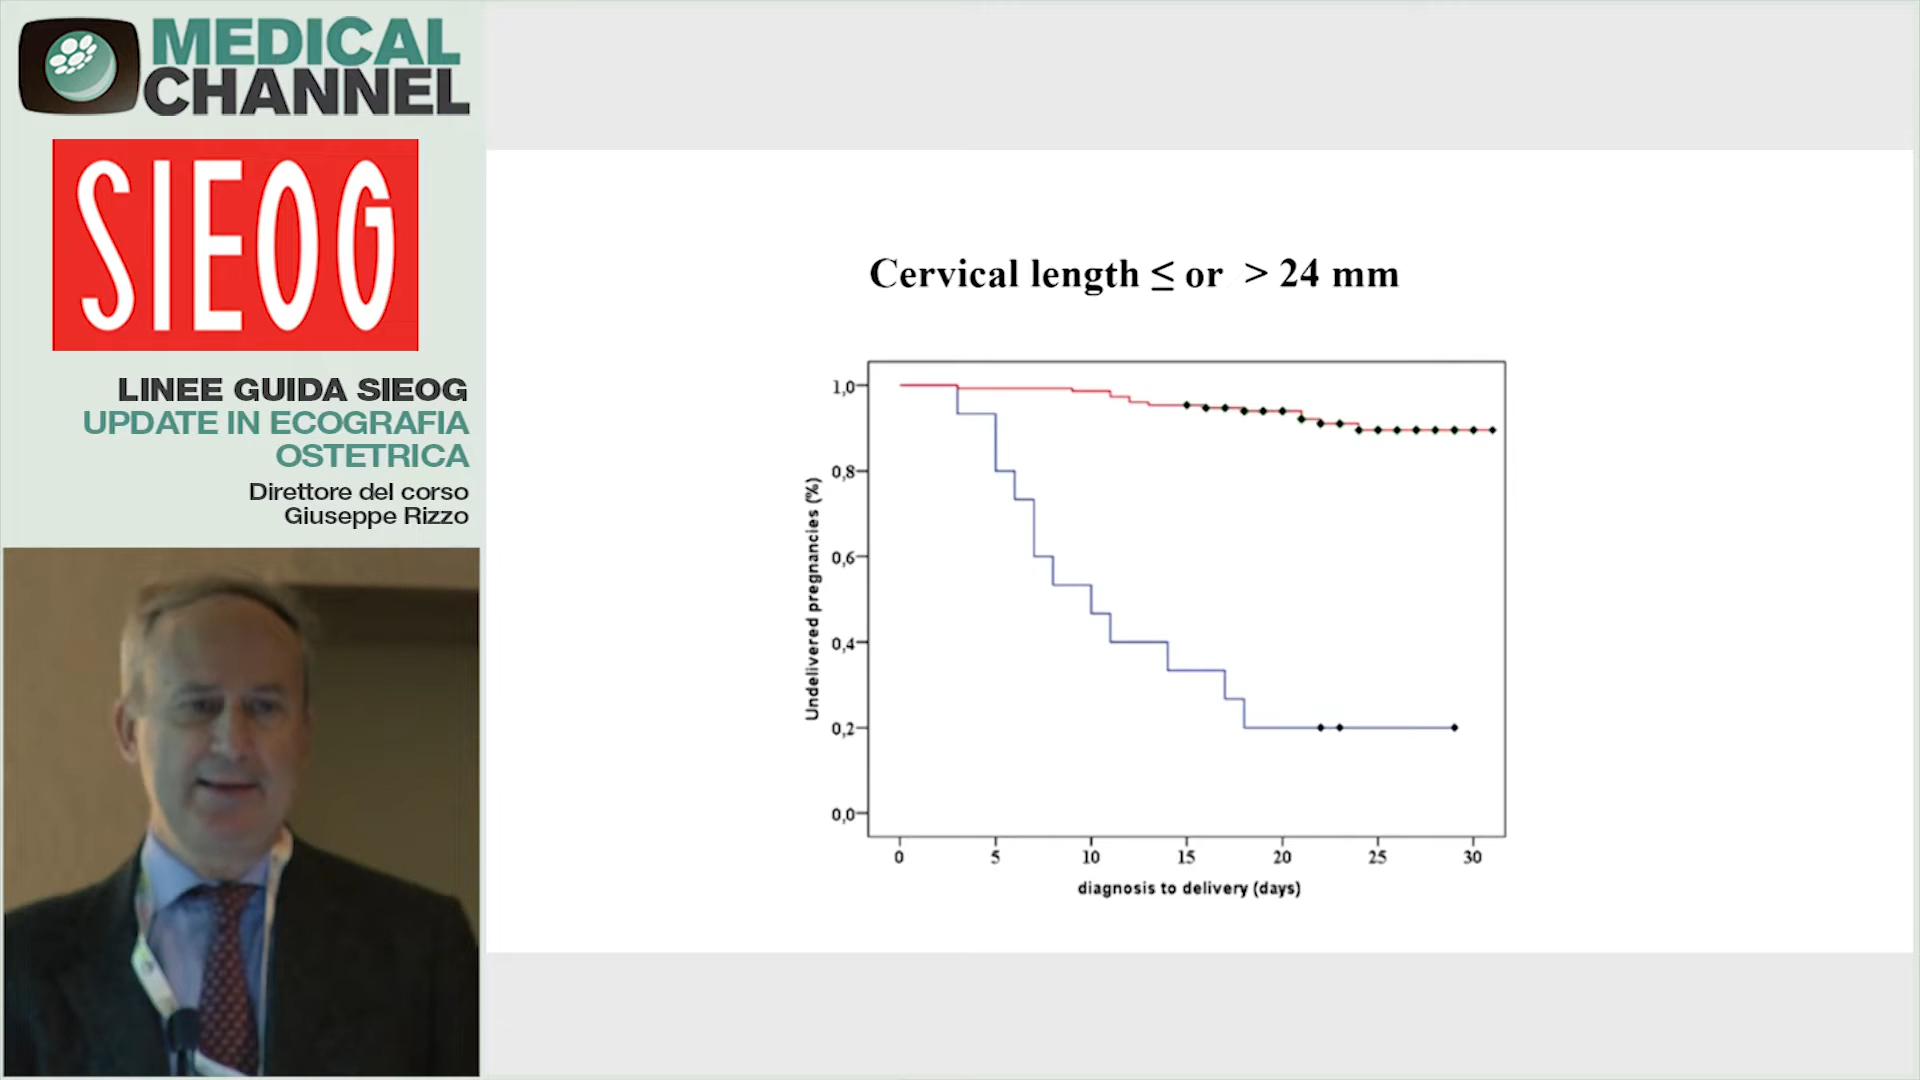 MEDICAL
CHANNEL
SIEOG
LINEE GUIDA SIEOG
UPDATE IN ECOGRAFIA
OSTETRICA
Direttore del corso
Giuseppe Rizzo
Cervical length ≤ or > 24 mm
Undelivered pregnancies (%)
1,0
0,8
0,6
0,4
0,2
0,0
0 5 10 15 20 25 30
diagnosis to delivery (days)